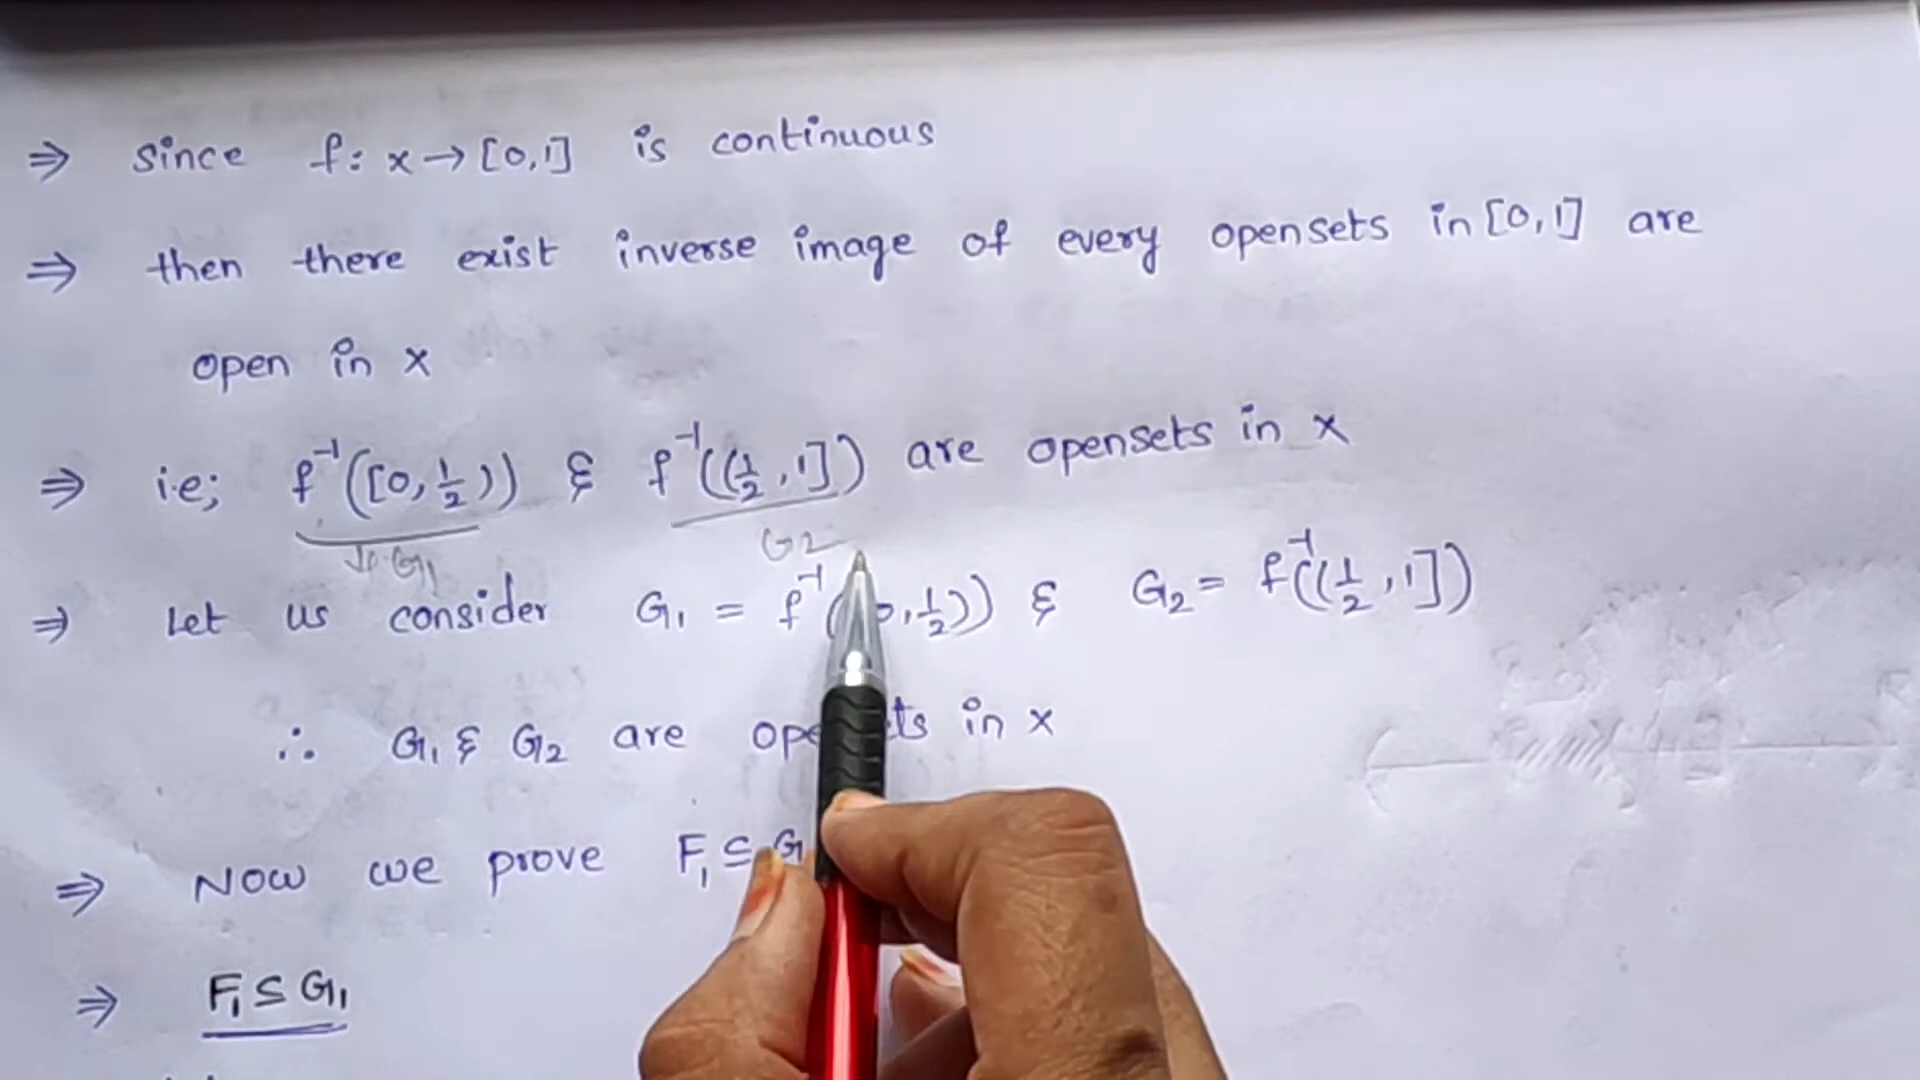 ⇒ Since f: x → [0,1] is continuous
⇒ then there exist inverse image of every opensets in [0,1] are
open in x
⇒ i.e; f⁻¹([0,½)) & f⁻¹((½,1]) are opensets in x
G₁ G2
⇒ Let us consider G₁ = f⁻¹( 0,½)) & G₂ = f⁻¹((½,1])
∴ G₁ & G₂ are in x
⇒ Now we prove F₁ ⊆ G
⇒ F₁ ⊆ G₁